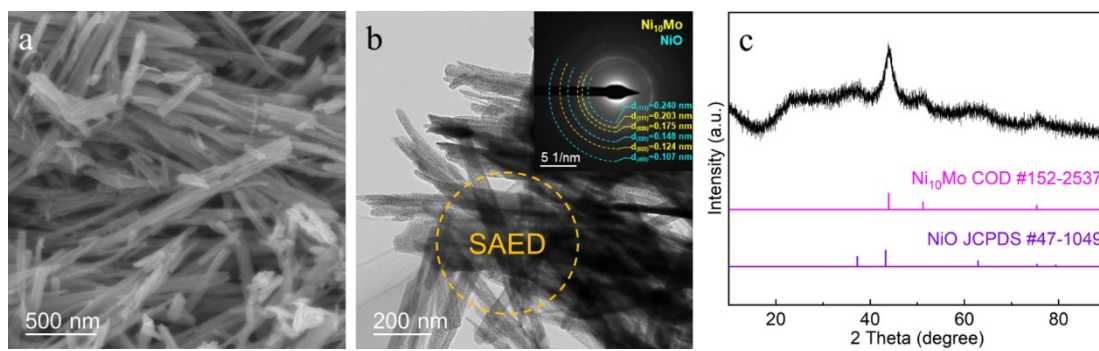 a
500 nm
b
Ni₁₀Mo
NiO
d(111)=0.240 nm
d(111)=0.203 nm
d(020)=0.175 nm
d(220)=0.148 nm
d(022)=0.124 nm
d(400)=0.107 nm
5 1/nm
SAED
200 nm
c
Intensity (a.u.)
Ni₁₀Mo COD #152-2537
NiO JCPDS #47-1049
20
40
60
80
2 Theta (degree)